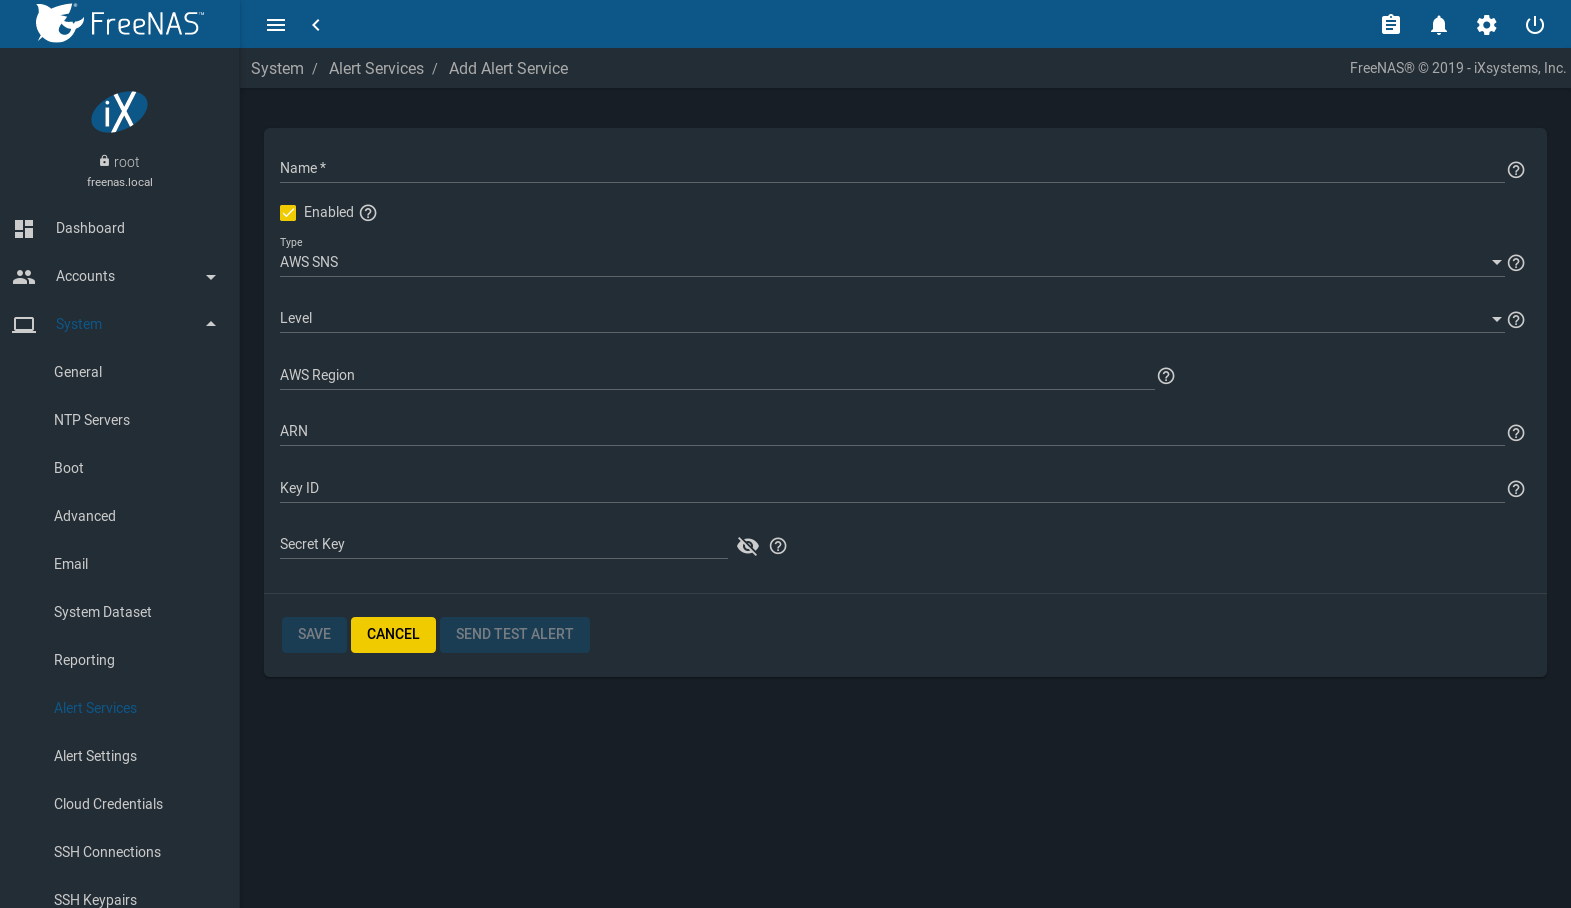 FreeNAS™
System / Alert Services / Add Alert Service
FreeNAS® © 2019 - iXsystems, Inc.
iX
root
freenas.local
Dashboard
Accounts
System
General
NTP Servers
Boot
Advanced
Email
System Dataset
Reporting
Alert Services
Alert Settings
Cloud Credentials
SSH Connections
SSH Keypairs
Name *
Enabled
Type
AWS SNS
Level
AWS Region
ARN
Key ID
Secret Key
SAVE CANCEL SEND TEST ALERT